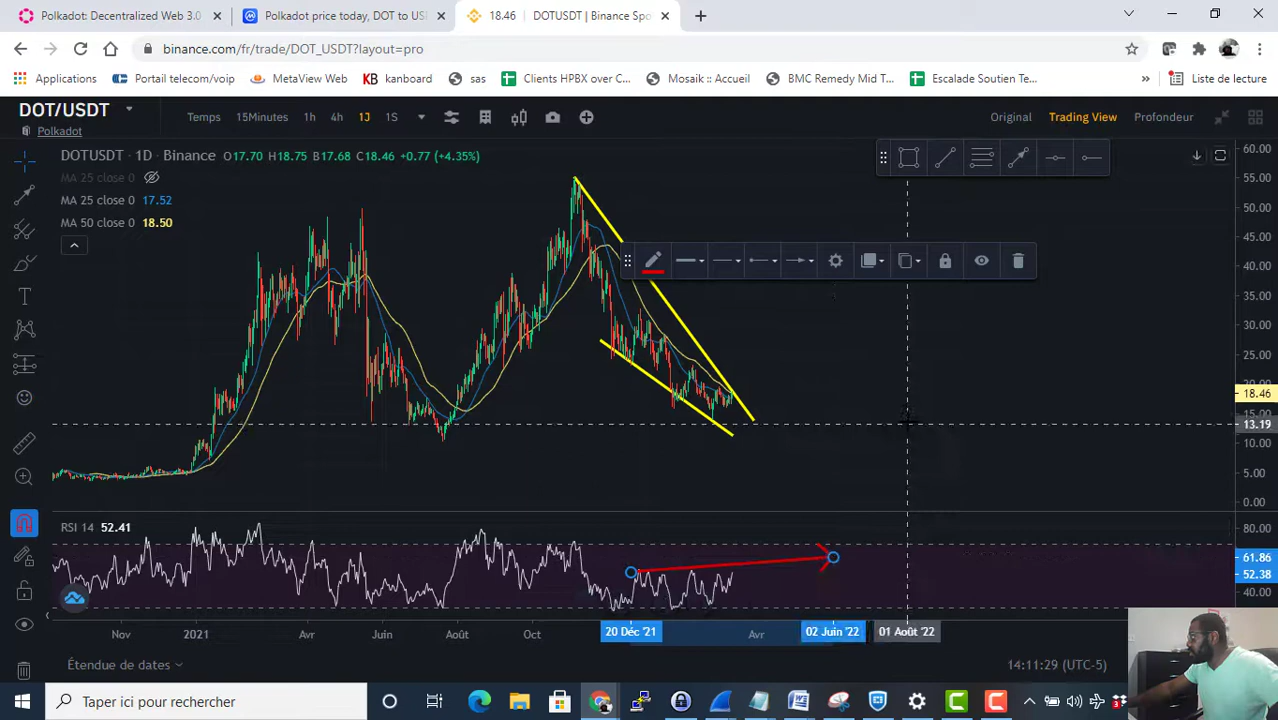 Polkadot: Decentralized Web 3.0
Polkadot price today, DOT to US
18.46 DOTUSDT | Binance Spo
binance.com/fr/trade/DOT_USDT?layout=pro
Applications Portail telecom/voip MetaView Web KB kanboard sas Clients HPBX over C... Mosaik :: Accueil BMC Remedy Mid T... Escalade Soutien Te... » Liste de lecture
DOT/USDT Temps 15Minutes 1h 4h 1J 1S Original Trading View Profondeur
Polkadot
DOTUSDT · 1D · Binance O17.70 H18.75 B17.68 C18.46 +0.77 (+4.35%)
MA 25 close 0
MA 25 close 0 17.52
MA 50 close 0 18.50
60.00
55.00
50.00
45.00
40.00
35.00
30.00
25.00
20.00
18.46
15.00
13.19
10.00
5.00
0.00
RSI 14 52.41
80.00
61.86
52.38
40.00
Nov 2021 Avr Juin Août Oct 20 Déc '21 Avr 02 Juin '22 01 Août '22
Étendue de dates 14:11:29 (UTC-5)
Taper ici pour rechercher